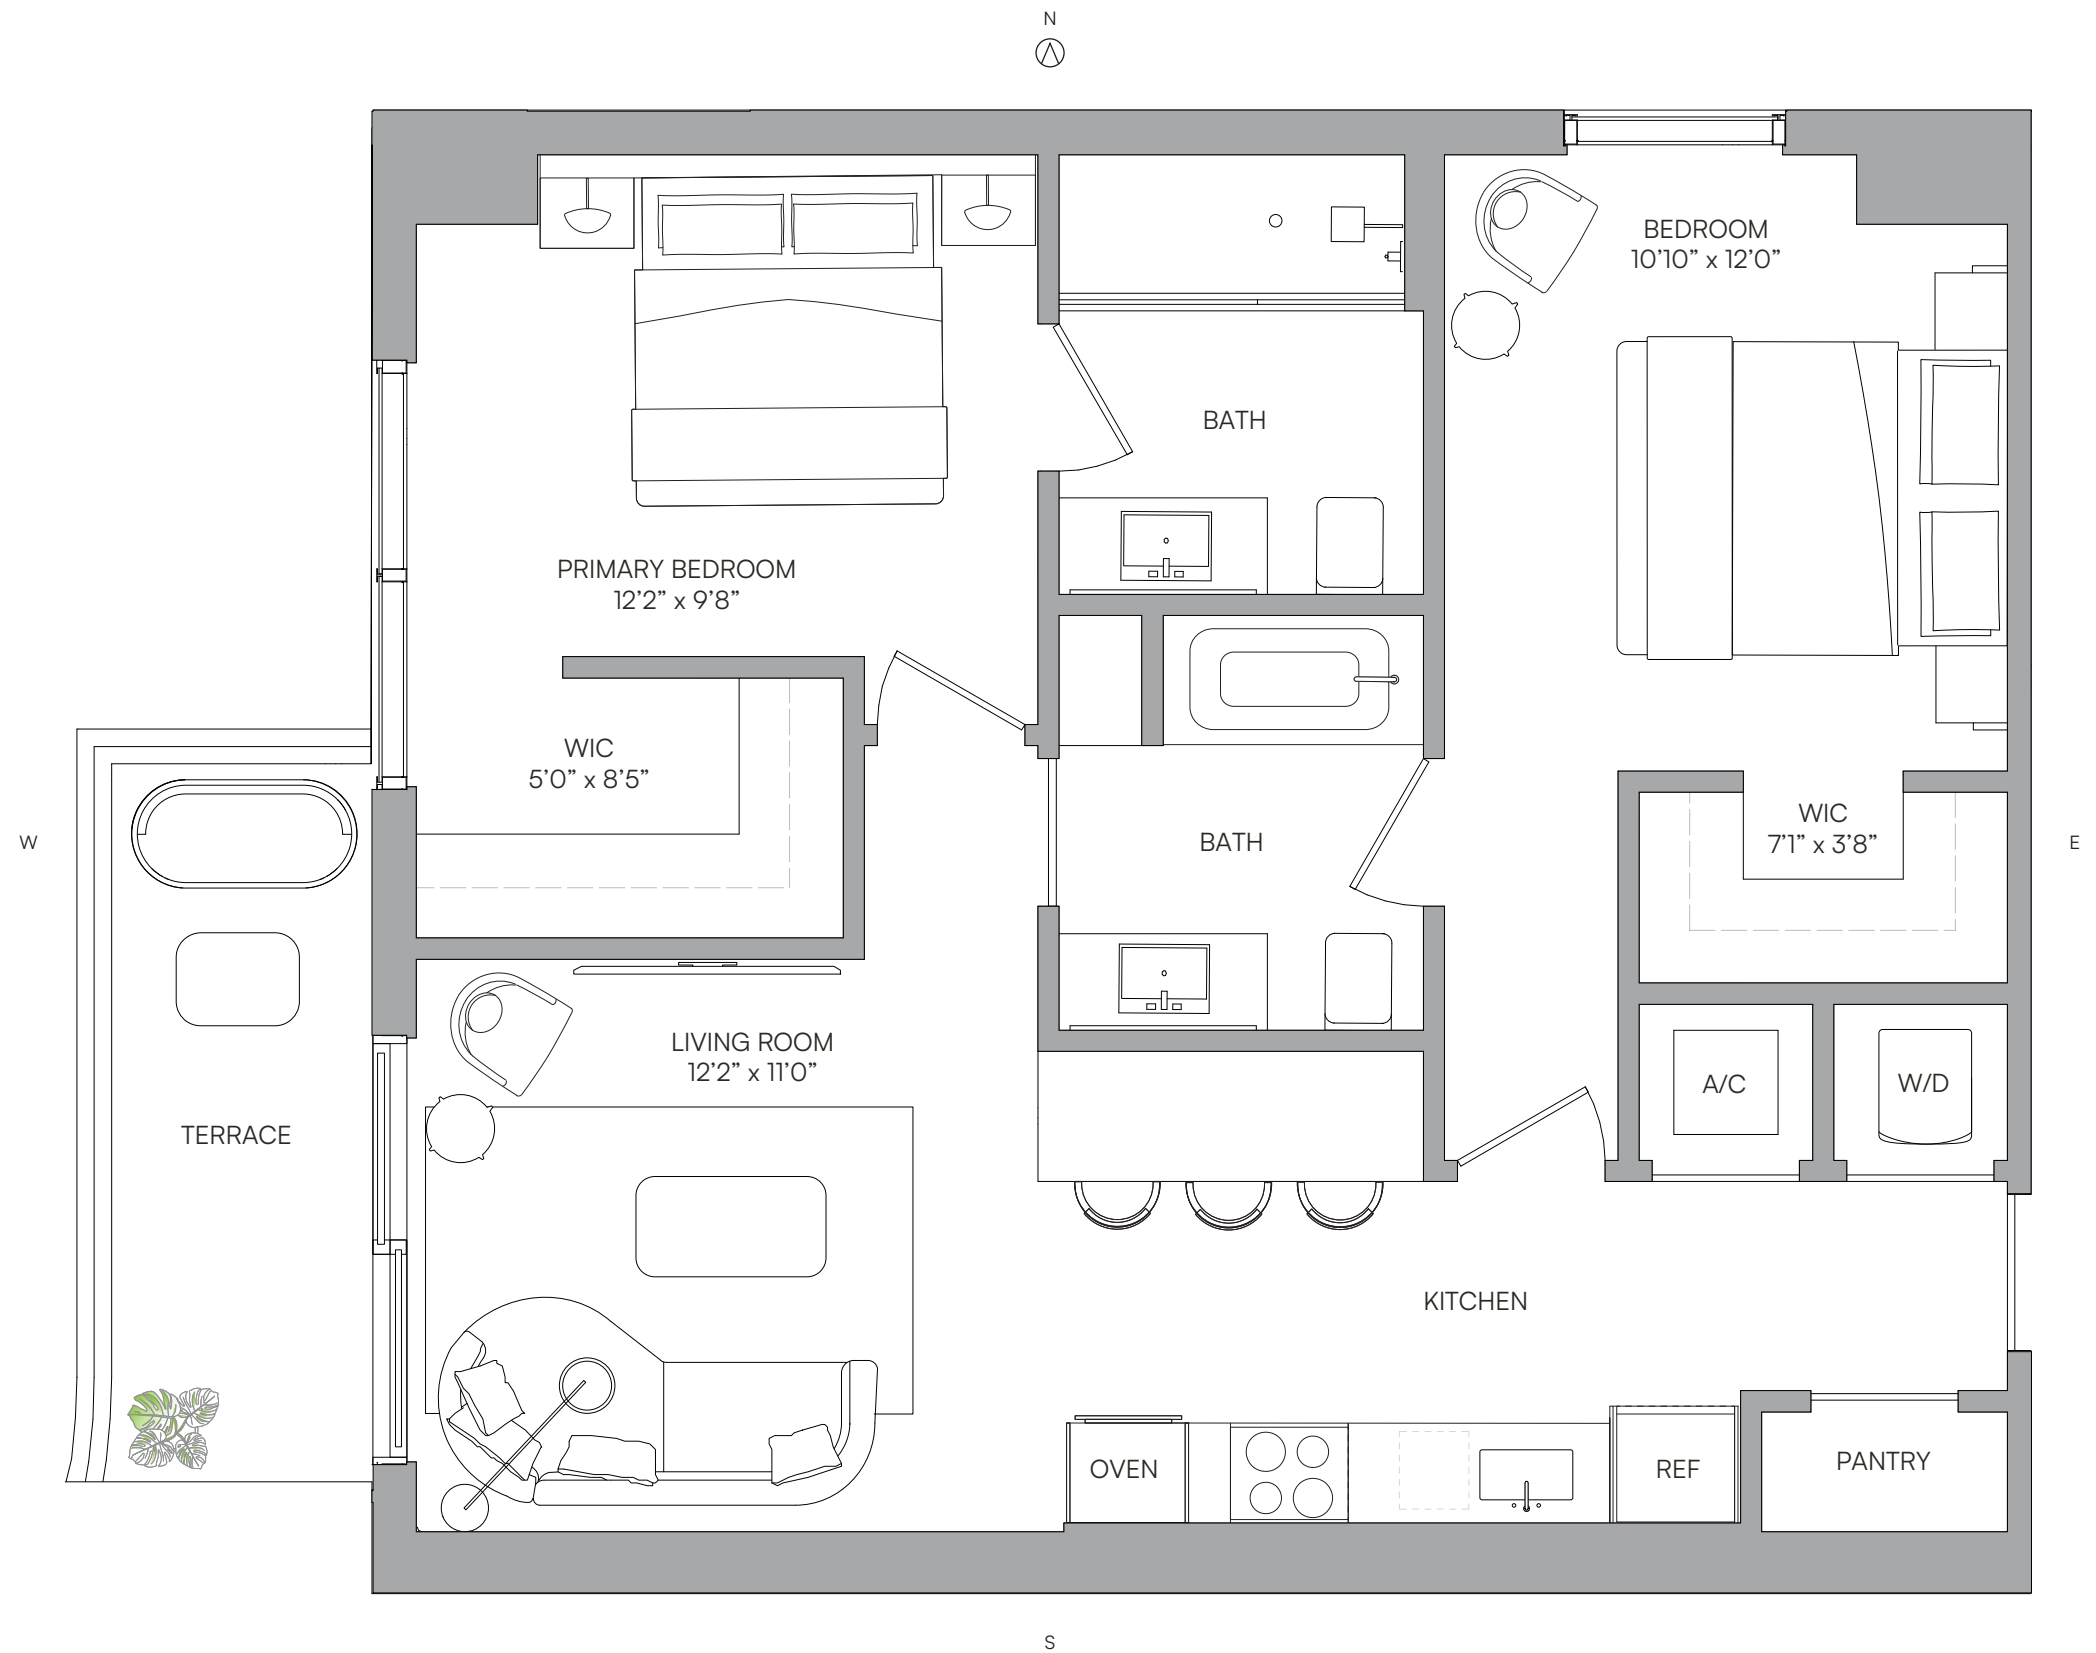 N
BEDROOM
10’10” x 12’0”
BATH
PRIMARY BEDROOM
12’2” x 9’8”
WIC
5’0” x 8’5”
WIC
7’1” x 3’8”
W
BATH
E
LIVING ROOM
12’2” x 11’0”
A/C
W/D
TERRACE
KITCHEN
OVEN
REF
PANTRY
S